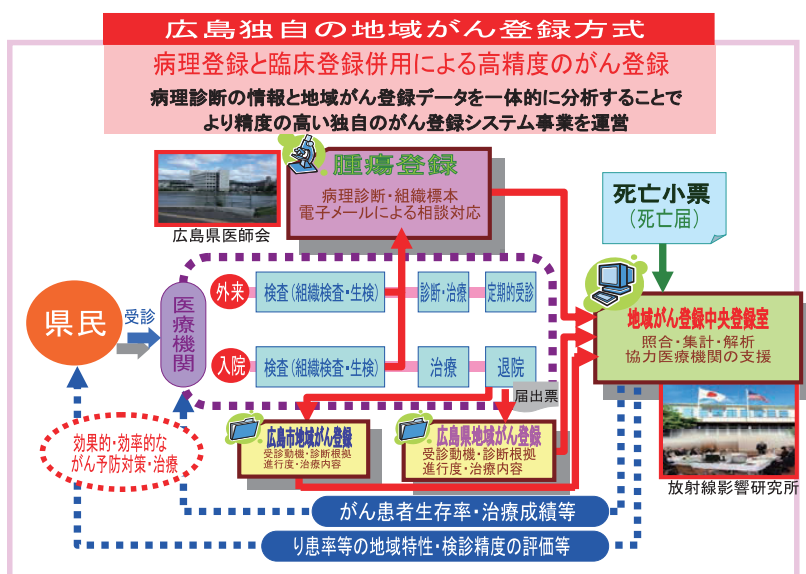 広島独自の地域がん登録方式
病理登録と臨床登録併用による高精度のがん登録
病理診断の情報と地域がん登録データを一体的に分析することで
より精度の高い独自のがん登録システム事業を運営
腫瘍登録
病理診断・組織標本
電子メールによる相談対応
広島県医師会
死亡小票
(死亡届)
県民
受診
医療機関
外来
検査(組織検査・生検)
診断・治療
定期的受診
入院
検査(組織検査・生検)
治療
退院
届出票
地域がん登録中央登録室
照合・集計・解析
協力医療機関の支援
放射線影響研究所
広島市地域がん登録
受診動機・診断根拠
進行度・治療内容
広島県地域がん登録
受診動機・診断根拠
進行度・治療内容
効果的・効率的な
がん予防対策・治療
がん患者生存率・治療成績等
り患率等の地域特性・検診精度の評価等